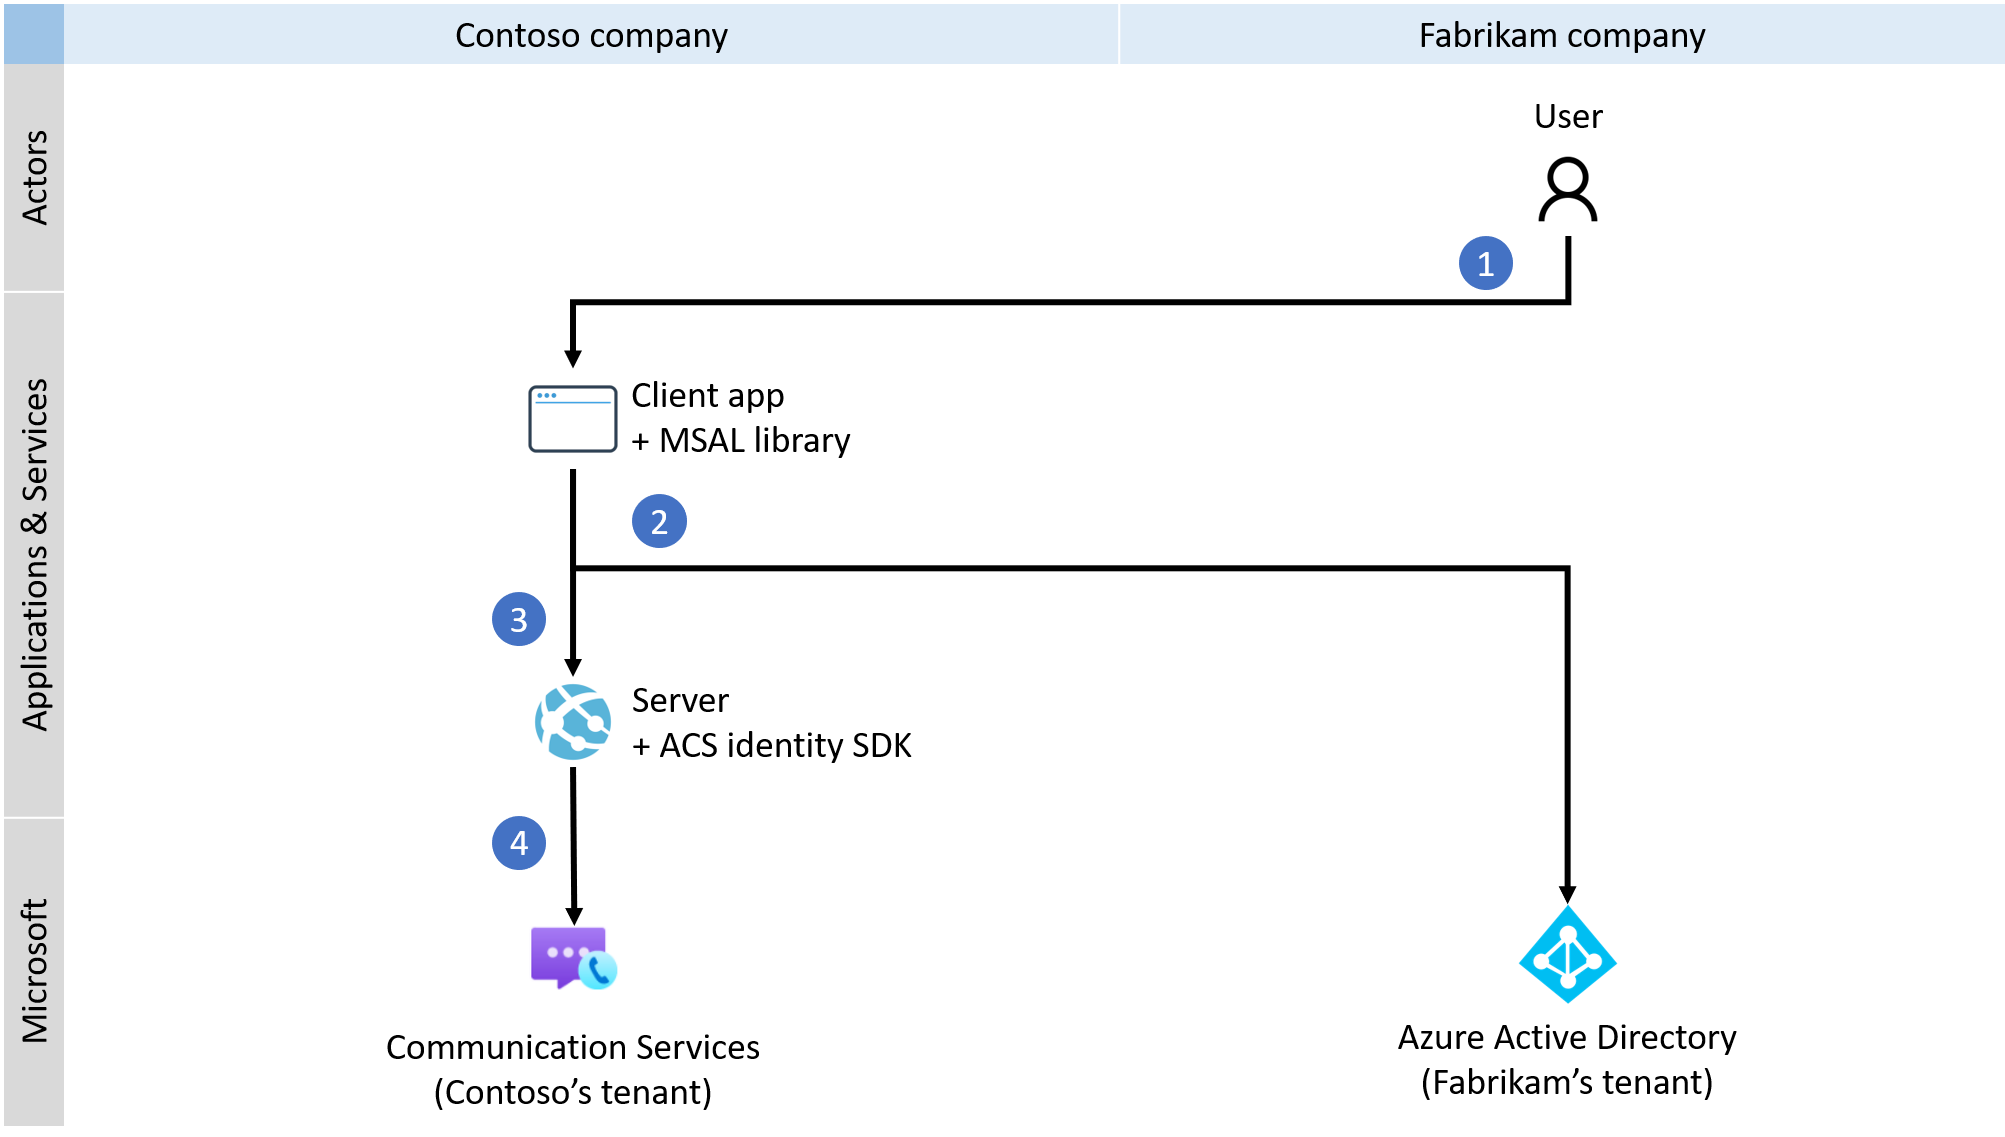 Contoso company
Fabrikam company
Actors
User
1
Applications & Services
Client app
+ MSAL library
2
3
Server
+ ACS identity SDK
4
Microsoft
Communication Services
(Contoso’s tenant)
Azure Active Directory
(Fabrikam’s tenant)